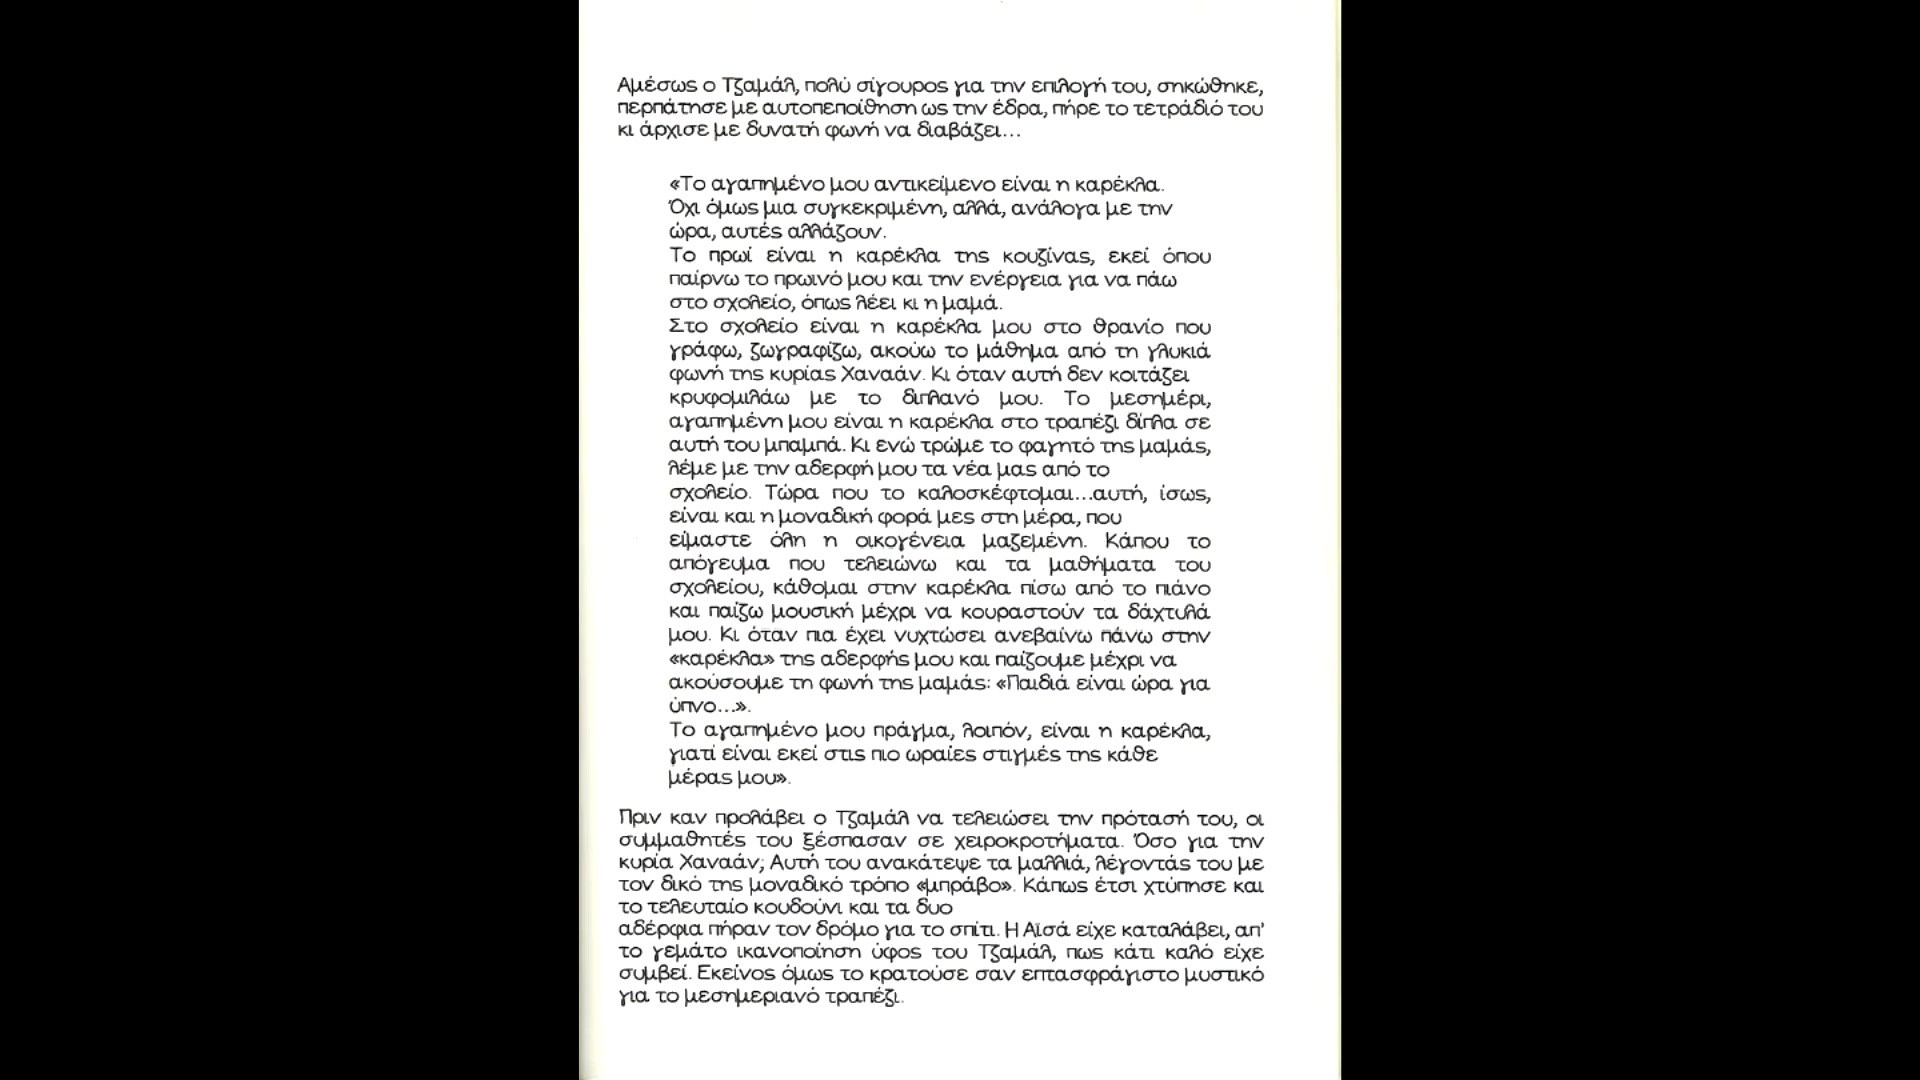 Αμέσως ο Τζαμάλ, πολύ σίγουρος για την επιλογή του, σηκώθηκε,
περπάτησε με αυτοπεποίθηση ως την έδρα, πήρε το τετράδιό του
κι άρχισε με δυνατή φωνή να διαβάζει…
«Το αγαπημένο μου αντικείμενο είναι η καρέκλα.
Όχι όμως μια συγκεκριμένη, αλλά, ανάλογα με την
ώρα, αυτές αλλάζουν.
Το πρωί είναι η καρέκλα της κουζίνας, εκεί όπου
παίρνω το πρωινό μου και την ενέργεια για να πάω
στο σχολείο, όπως λέει κι η μαμά.
Στο σχολείο είναι η καρέκλα μου στο θρανίο που
γράφω, ζωγραφίζω, ακούω το μάθημα από τη γλυκιά
φωνή της κυρίας Χαναάν. Κι όταν αυτή δεν κοιτάζει
κρυφομιλάω με το διπλανό μου. Το μεσημέρι,
αγαπημένη μου είναι η καρέκλα στο τραπέζι δίπλα σε
αυτή του μπαμπά. Κι ενώ τρώμε το φαγητό της μαμάς,
λέμε με την αδερφή μου τα νέα μας από το
σχολείο. Τώρα που το καλοσκέφτομαι…αυτή, ίσως,
είναι και η μοναδική φορά μες στη μέρα, που
είμαστε όλη η οικογένεια μαζεμένη. Κάπου το
απόγευμα που τελειώνω και τα μαθήματα του
σχολείου, κάθομαι στην καρέκλα πίσω από το πιάνο
και παίζω μουσική μέχρι να κουραστούν τα δάχτυλά
μου. Κι όταν πια έχει νυχτώσει ανεβαίνω πάνω στην
«καρέκλα» της αδερφής μου και παίζουμε μέχρι να
ακούσουμε τη φωνή της μαμάς: «Παιδιά είναι ώρα για
ύπνο…».
Το αγαπημένο μου πράγμα, λοιπόν, είναι η καρέκλα,
γιατί είναι εκεί στις πιο ωραίες στιγμές της κάθε
μέρας μου».
Πριν καν προλάβει ο Τζαμάλ να τελειώσει την πρότασή του, οι
συμμαθητές του ξέσπασαν σε χειροκροτήματα. Όσο για την
κυρία Χαναάν; Αυτή του ανακάτεψε τα μαλλιά, λέγοντάς του με
τον δικό της μοναδικό τρόπο «μπράβο». Κάπως έτσι χτύπησε και
το τελευταίο κουδούνι και τα δυο
αδέρφια πήραν τον δρόμο για το σπίτι. Η Αϊσά είχε καταλάβει, απ’
το γεμάτο ικανοποίηση ύφος του Τζαμάλ, πως κάτι καλό είχε
συμβεί. Εκείνος όμως το κρατούσε σαν επτασφράγιστο μυστικό
για το μεσημεριανό τραπέζι.